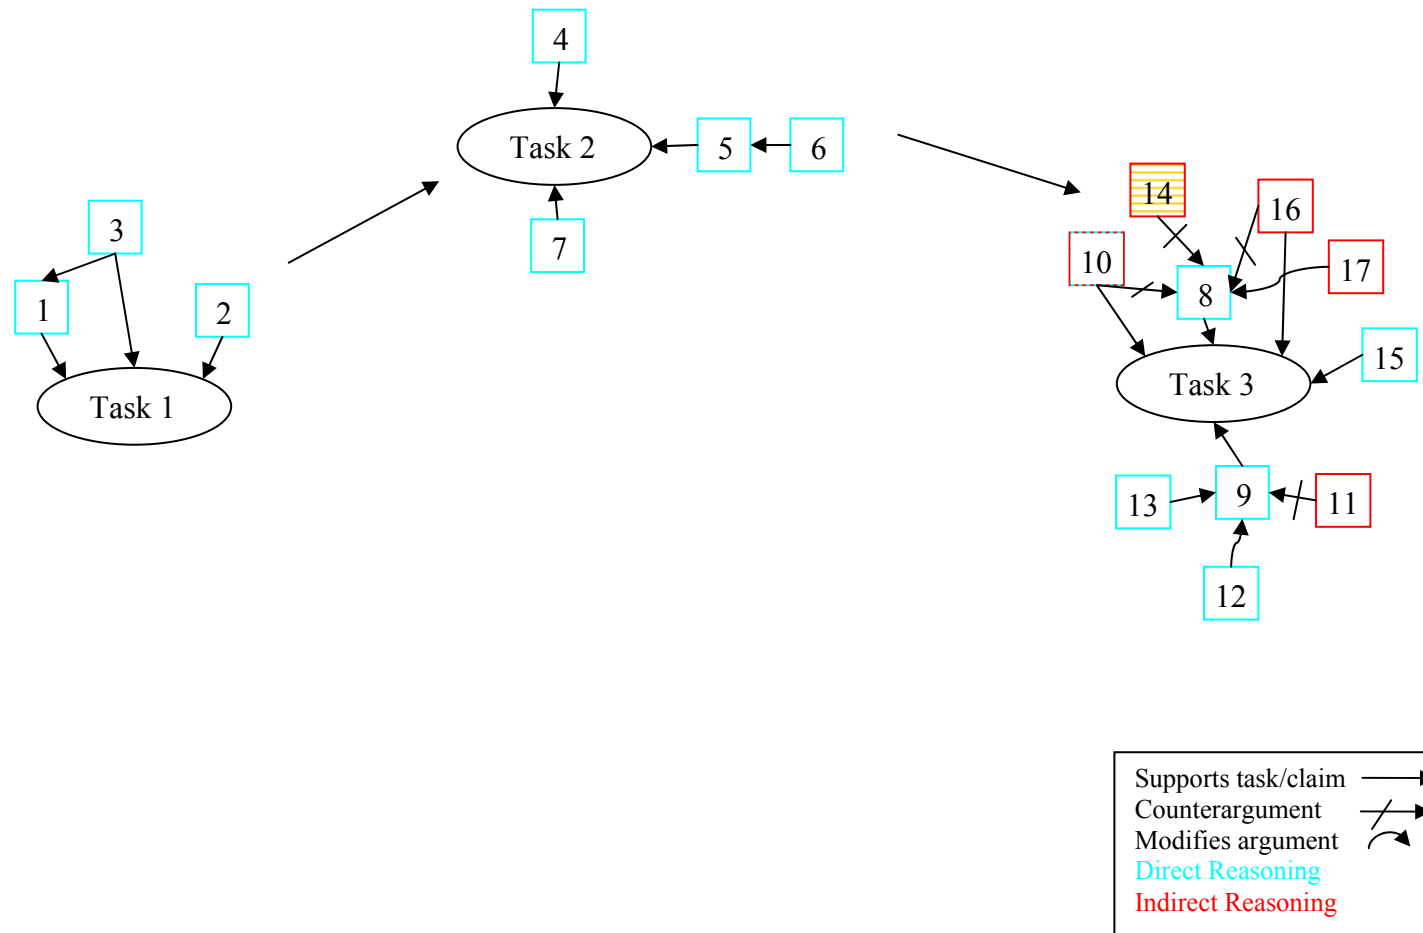 4
Task 2
5
6
7
3
1
2
Task 1
14
16
10
17
8
15
Task 3
13
9
11
12
Supports task/claim
Counterargument
Modifies argument
Direct Reasoning
Indirect Reasoning